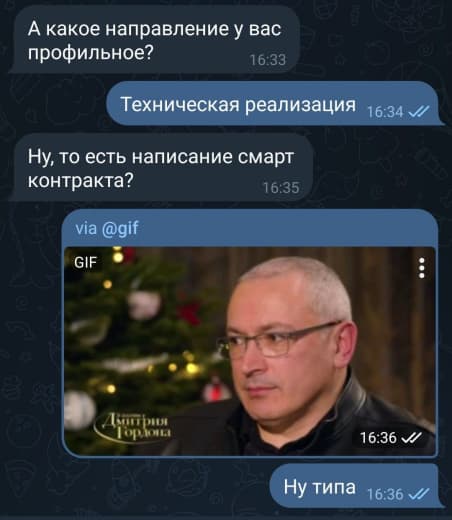 А какое направление у вас
профильное?
16:33
Техническая реализация
16:34
Ну, то есть написание смарт
контракта?
16:35
via @gif
GIF
В гостях у
Дмитрия
Гордона
16:36
Ну типа
16:36